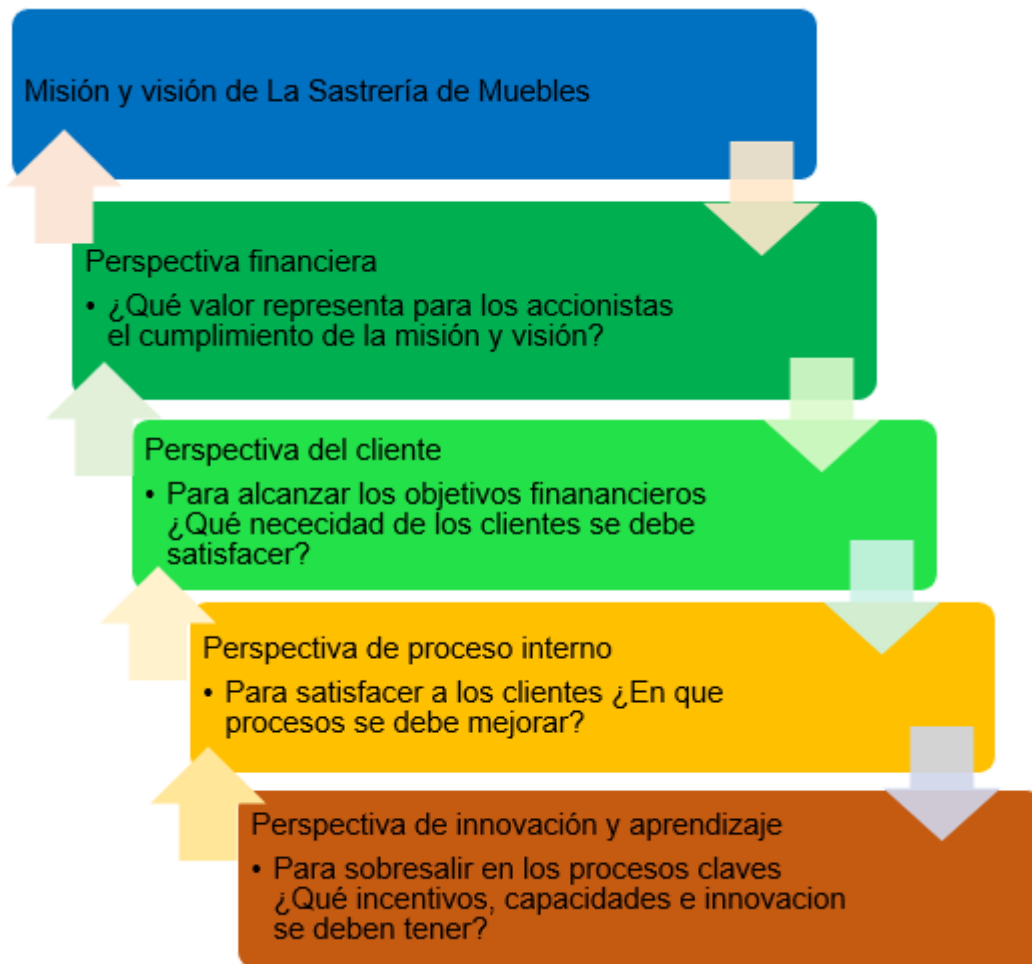 Misión y visión de La Sastrería de Muebles
Perspectiva financiera
• ¿Qué valor representa para los accionistas
el cumplimiento de la misión y visión?
Perspectiva del cliente
• Para alcanzar los objetivos finanancieros
¿Qué nececidad de los clientes se debe
satisfacer?
Perspectiva de proceso interno
• Para satisfacer a los clientes ¿En que
procesos se debe mejorar?
Perspectiva de innovación y aprendizaje
• Para sobresalir en los procesos claves
¿Qué incentivos, capacidades e innovacion
se deben tener?